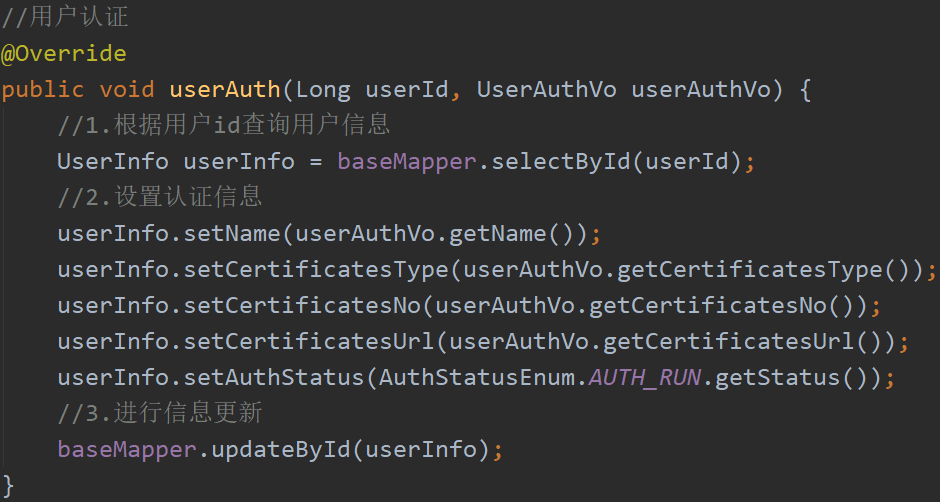 //用户认证
@Override
public void userAuth(Long userId, UserAuthVo userAuthVo) {
//1.根据用户id查询用户信息
UserInfo userInfo = baseMapper.selectById(userId);
//2.设置认证信息
userInfo.setName(userAuthVo.getName());
userInfo.setCertificatesType(userAuthVo.getCertificatesType());
userInfo.setCertificatesNo(userAuthVo.getCertificatesNo());
userInfo.setCertificatesUrl(userAuthVo.getCertificatesUrl());
userInfo.setAuthStatus(AuthStatusEnum.AUTH_RUN.getStatus());
//3.进行信息更新
baseMapper.updateById(userInfo);
}